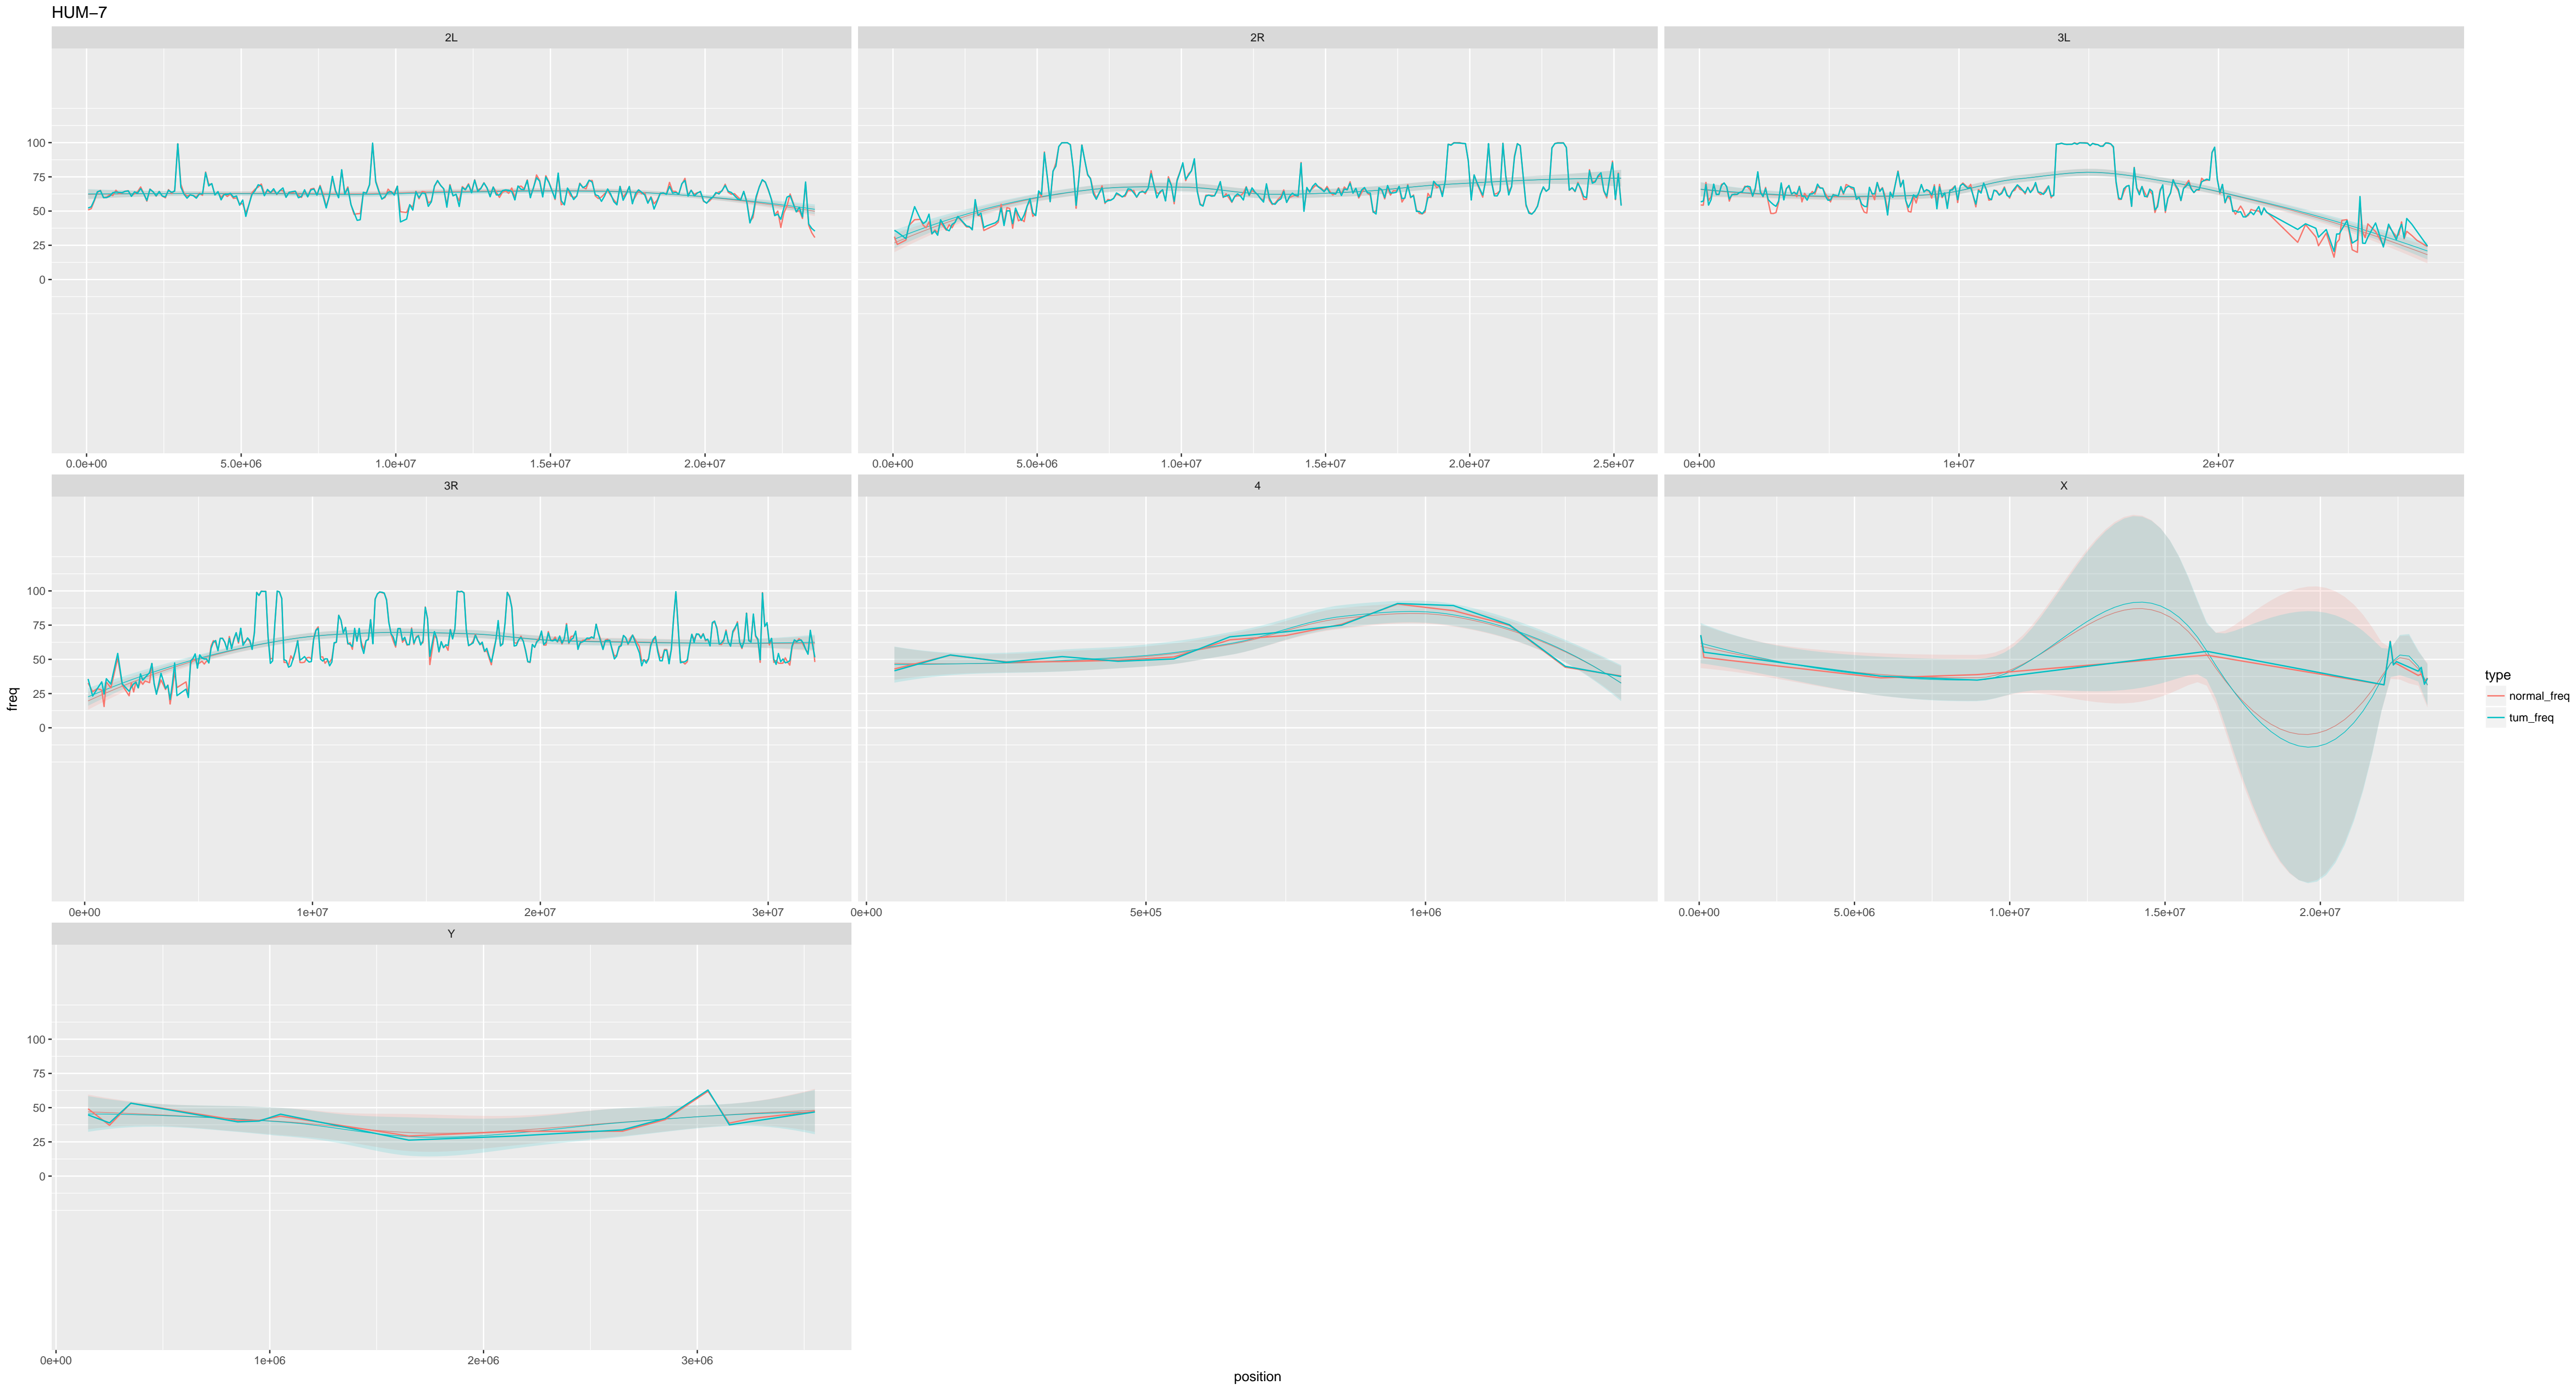 HUM−7
2L
2R
3L
100
75
50
25
0
0.0e+00 5.0e+06 1.0e+07 1.5e+07 2.0e+07
0.0e+00 5.0e+06 1.0e+07 1.5e+07 2.0e+07 2.5e+07
0e+00 1e+07 2e+07
3R
4
X
100
75
50
25
0
freq
0e+00 1e+07 2e+07 3e+07
0e+00 5e+05 1e+06
0.0e+00 5.0e+06 1.0e+07 1.5e+07 2.0e+07
type
normal_freq
tum_freq
Y
100
75
50
25
0
0e+00 1e+06 2e+06 3e+06
position